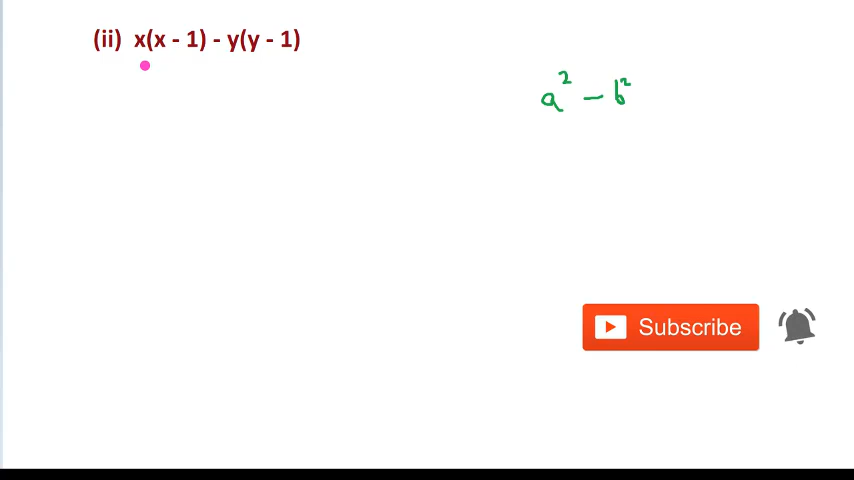 (ii) x(x - 1) - y(y - 1)
a² - b²
Subscribe